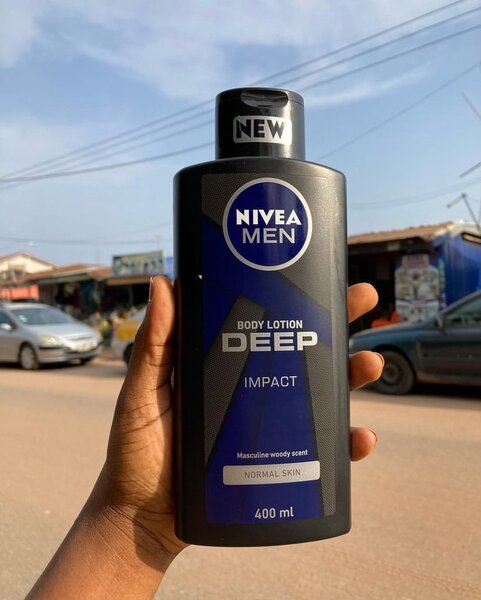 NEW
NIVEA
MEN
BODY LOTION
DEEP
IMPACT
Masculine woody scent
NORMAL SKIN
400 ml